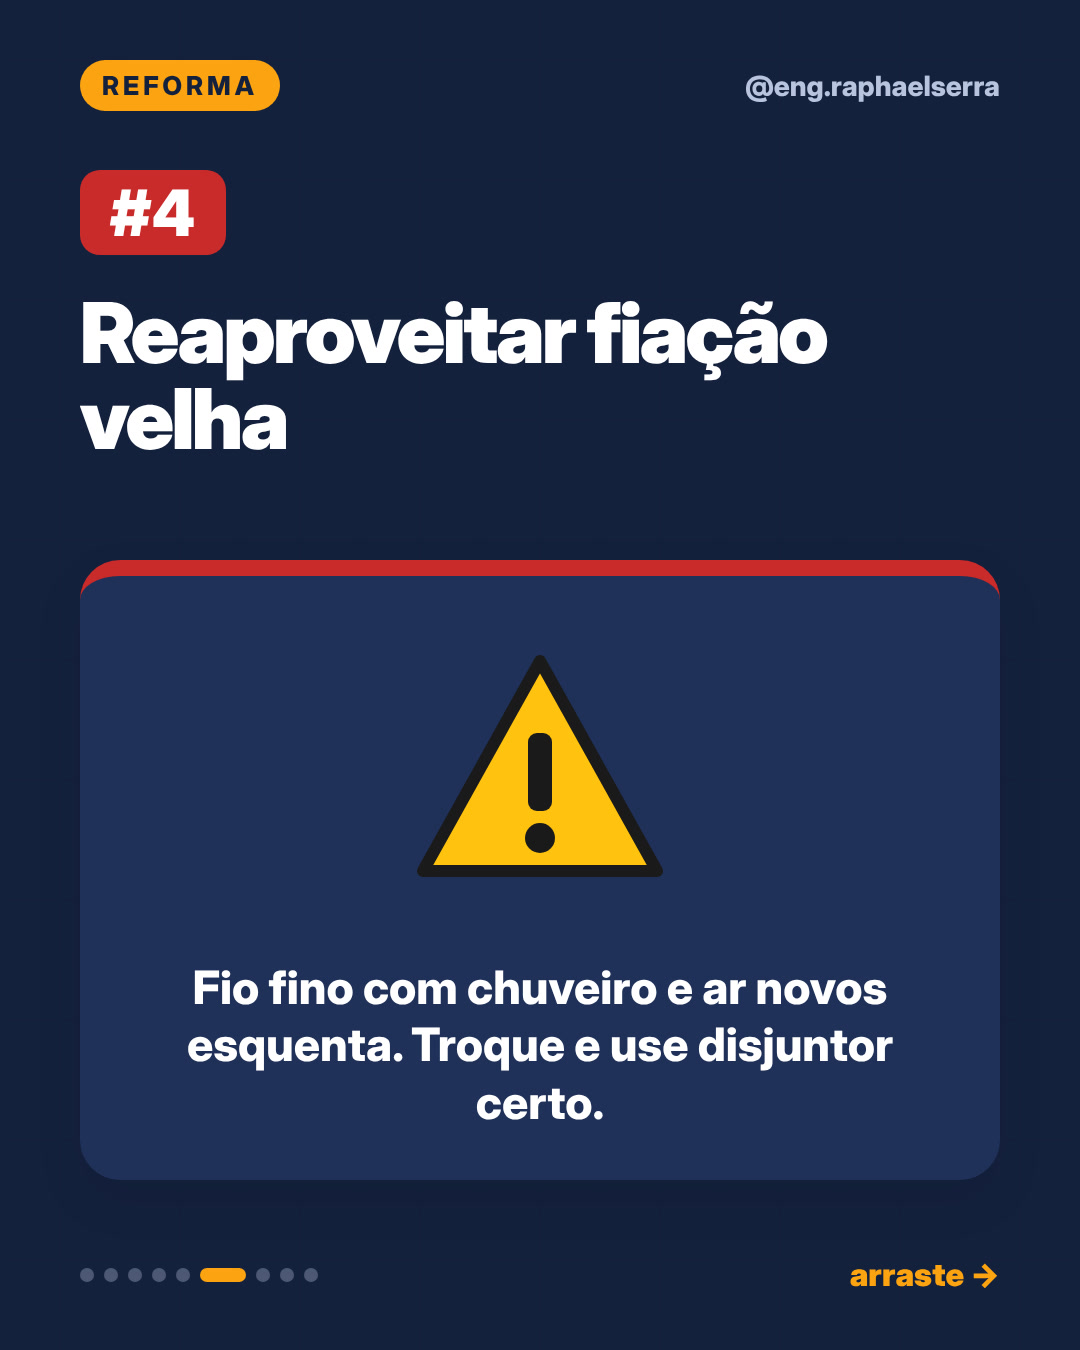 REFORMA
@eng.raphaelserra
#4
Reaproveitar fiação
velha
Fio fino com chuveiro e ar novos
esquenta. Troque e use disjuntor
certo.
arraste →